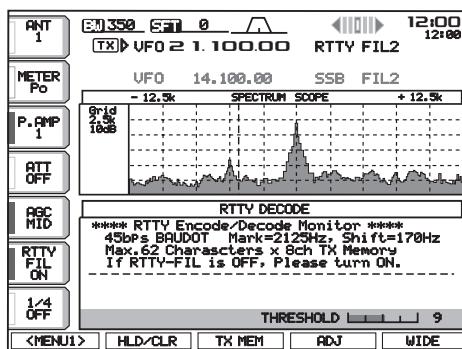 ANT 1
BW 350 SFT 0 12:00
12:00
TX VFO 21.100.00 RTTY FIL2
METER Po
VFO 14.100.00 SSB FIL2
- 12.5k SPECTRUM SCOPE + 12.5k
Grid 2.5k 10dB
P.AMP 1
ATT OFF
AGC MID
RTTY DECODE
**** RTTY Encode/Decode Monitor ****
45bps BAUDOT Mark=2125Hz, Shift=170Hz
Max.62 Charascters x 8ch TX Memory
If RTTY-FIL is OFF, Please turn ON.
RTTY FIL ON
1/4 OFF
THRESHOLD 9
<MENU1> HLD/CLR TX MEM ADJ WIDE